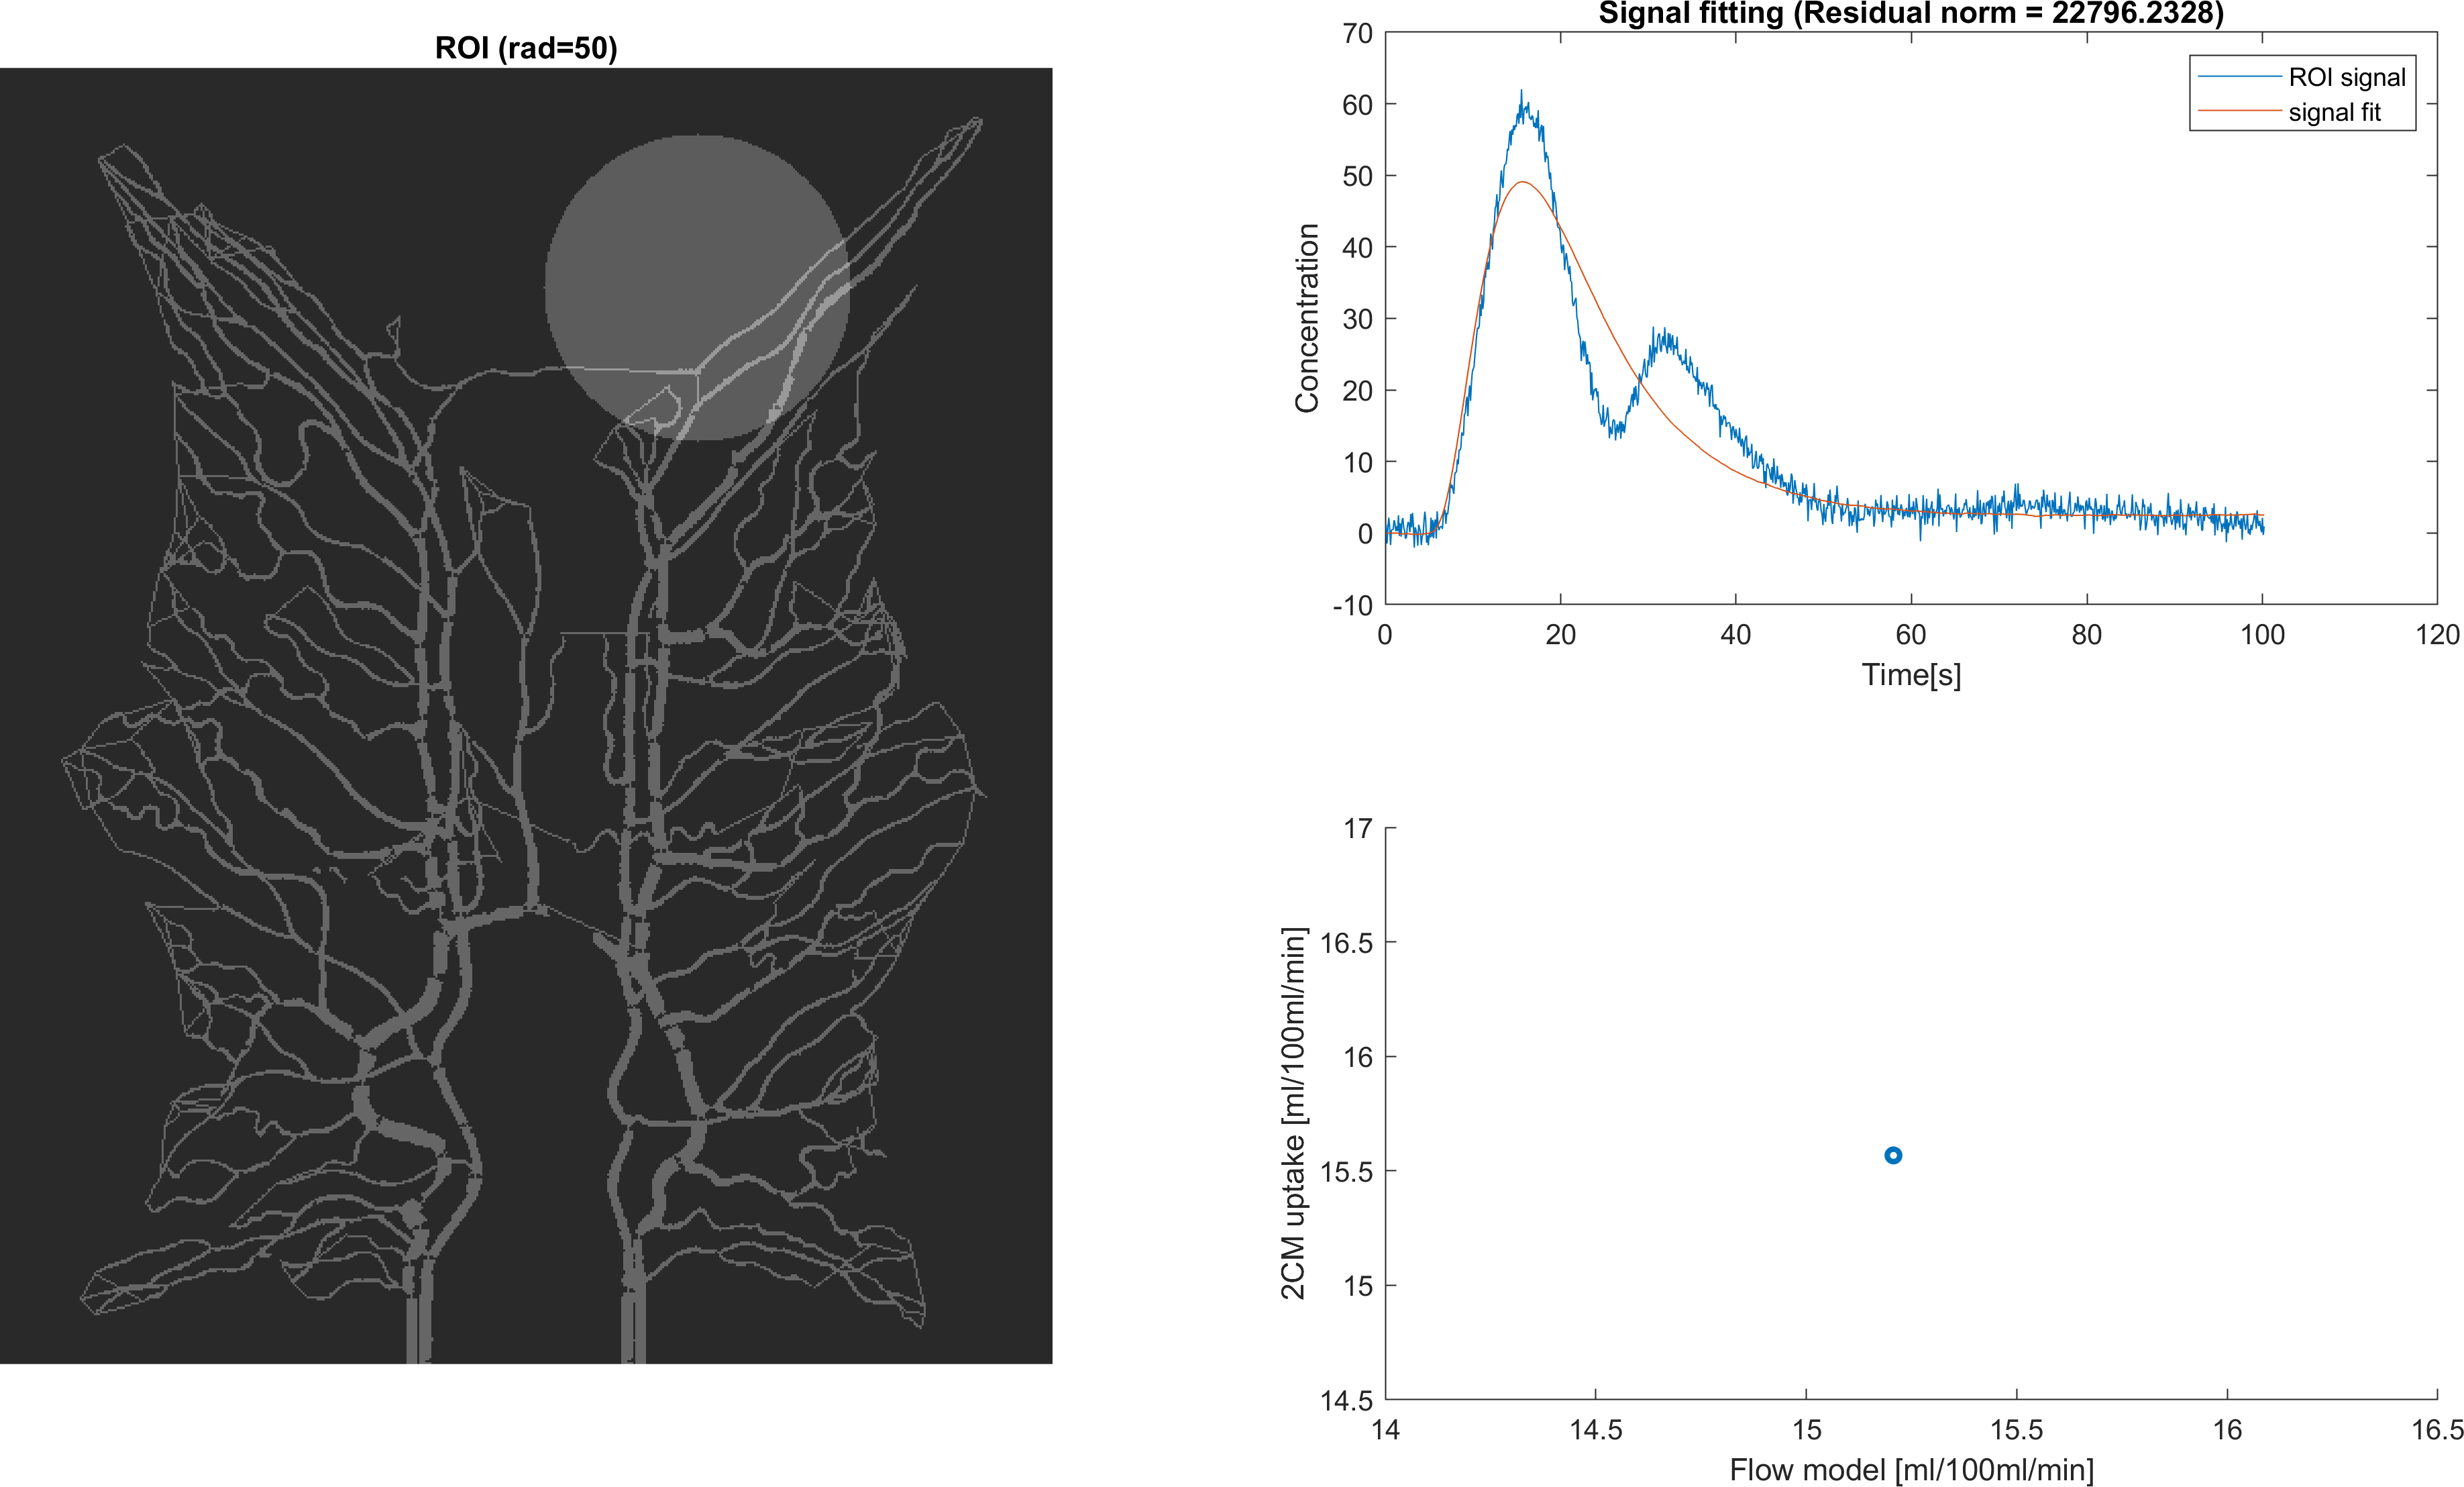 ROI (rad=50)
Signal fitting (Residual norm = 22796.2328)
70
60
50
40
30
20
10
0
-10
Concentration
ROI signal
signal fit
0 20 40 60 80 100 120
Time[s]
17
16.5
16
15.5
15
14.5
2CM uptake [ml/100ml/min]
14 14.5 15 15.5 16 16.5
Flow model [ml/100ml/min]